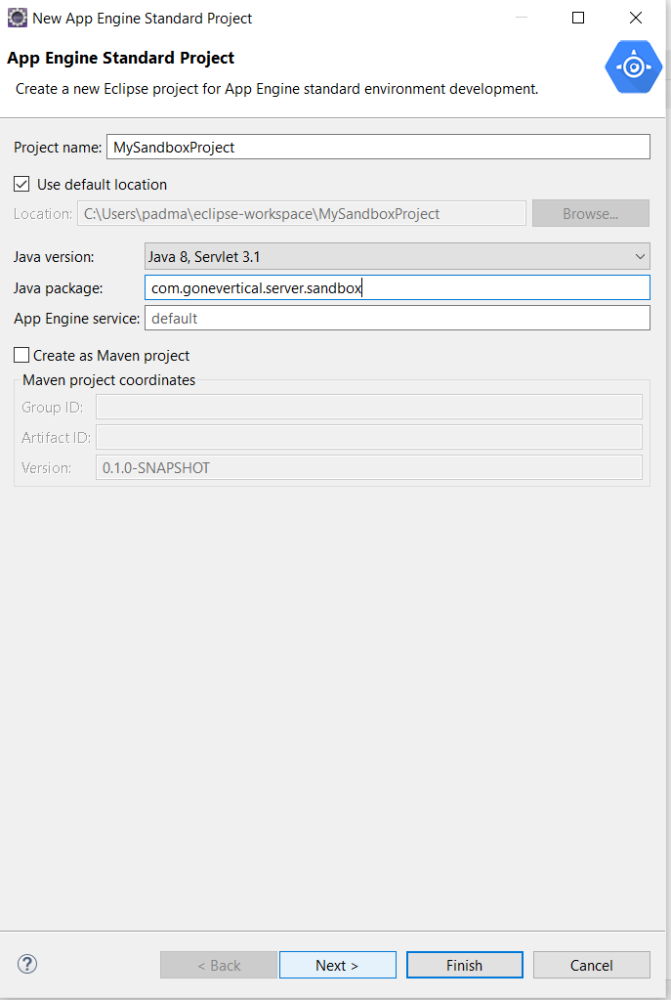 New App Engine Standard Project
App Engine Standard Project
Create a new Eclipse project for App Engine standard environment development.
Project name: MySandboxProject
Use default location
Location: C:\Users\padma\eclipse-workspace\MySandboxProject Browse...
Java version: Java 8, Servlet 3.1
Java package: com.gonevertical.server.sandbox
App Engine service: default
Create as Maven project
Maven project coordinates
Group ID:
Artifact ID:
Version: 0.1.0-SNAPSHOT
? < Back Next > Finish Cancel